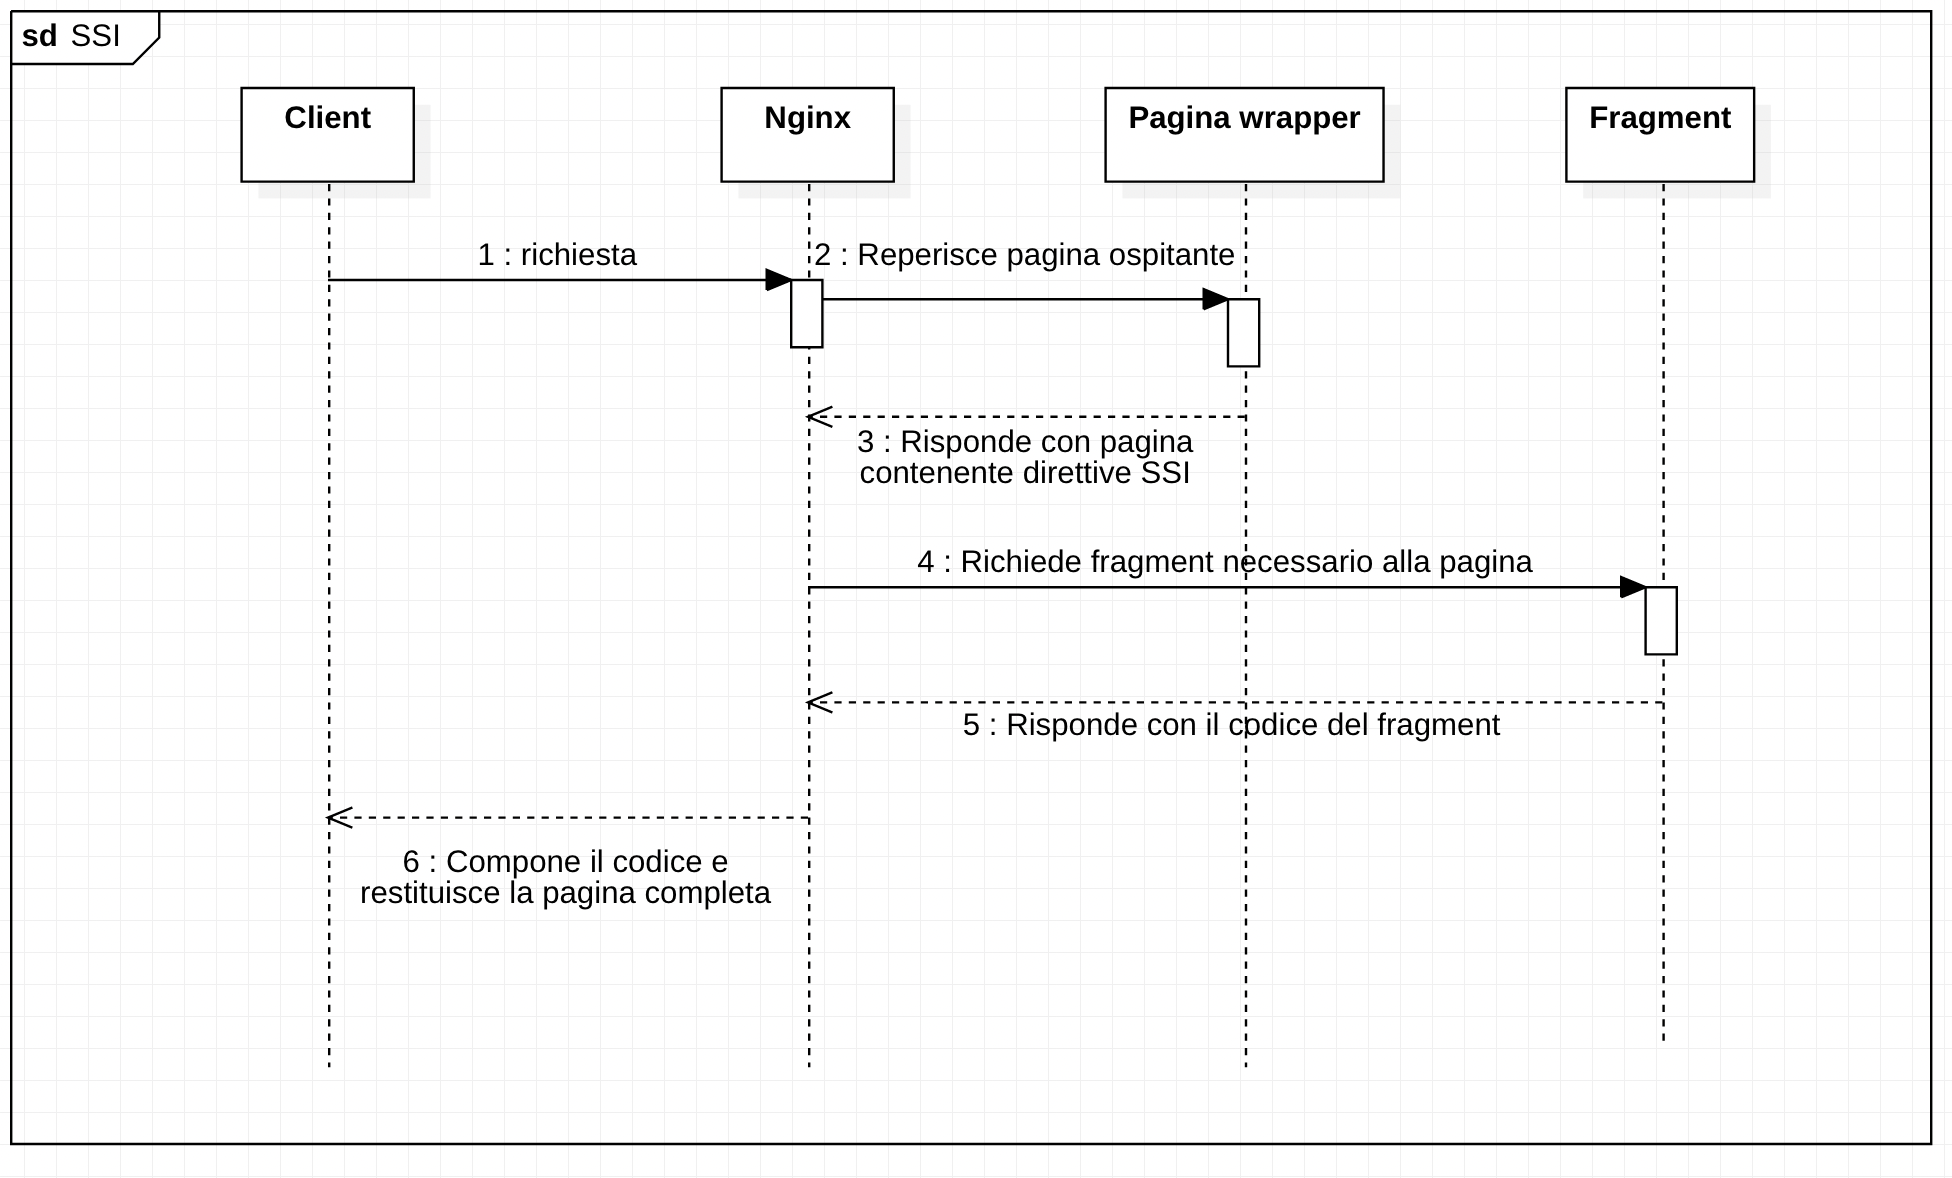 sd SSI
Client
Nginx
Pagina wrapper
Fragment
1 : richiesta
2 : Reperisce pagina ospitante
3 : Risponde con pagina
contenente direttive SSI
4 : Richiede fragment necessario alla pagina
5 : Risponde con il codice del fragment
6 : Compone il codice e
restituisce la pagina completa